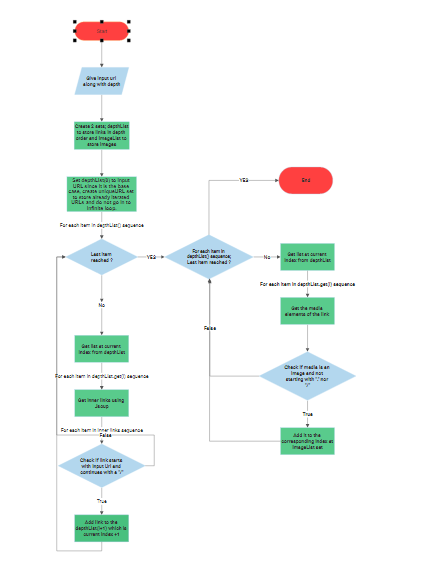 Start
Give input url
along with depth
Create 2 sets; depthList
to store links in depth
order and imageList to
store images
Set depthList(0) to input
URL since it is the base
case, create uniqueURL set
to store already iterated
URLs and do not go in to
infinite loop.
For each item in depthList() sequence
Last item
reached ?
YES
For each item in
depthList() sequence;
Last item reached ?
YES
End
No
Get list at current
index from depthList
For each item in depthList.get(i) sequence
Get the media
elements of the link
False
Check if media is an
image and not
starting with "." nor
"/"
True
Add it to the
corresponding index at
imageList set
No
Get list at current
index from depthList
For each item in depthList.get(i) sequence
Get inner links using
Jsoup
For each item in inner links sequence
False
Check if link starts
with input Url and
continues with a "/"
True
Add link to the
depthList(i+1) which is
current index +1